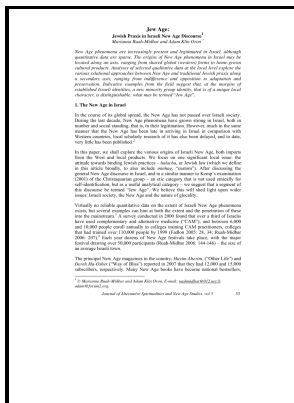 Jew Age:
Jewish Praxis in Israeli New Age Discourse1
Marianna Ruah-Midbar and Adam Klin Oron *
New Age phenomena are increasingly present and legitimated in Israel, although
quantitative data are sparse. The origins of New Age phenomena in Israel may be
located along an axis, ranging from shared global (western) forms to home-grown
cultural products. Analyses of selected qualitative data at the local level explore the
various relational approaches between New Age and traditional Jewish praxis along a
secondary axis, ranging from indifference and opposition to adaptation and
preservation. Indicative examples from the field suggest that, at the margins of
established Israeli discourse, a new minority group identity, that is of a unique local
character, is distinguishable: what may be termed "Jew Age".
1. The New Age in Israel
In the course of its global spread, the New Age has not passed over Israeli society.
During the last decade, New Age phenomena have grown strong in Israel, both in
number and social standing; that is, in their legitimation. However, much in the same
manner that the New Age has been late in arriving to Israel in comparison with
Western countries, local scholarly research of it has also been delayed, and to date,
very little has been published.2
In this paper, we shall explore the various origins of Israeli New Age, both imports
from the West and local products. We focus on one significant local issue: the
attitude towards binding Jewish practices – halacha, or Jewish law (which we define
in this article broadly, to also include minhag, "custom"). After discussing the
general New Age discourse in Israel, and in a similar manner to Kemp's examination
(2001) of the Christaquarian group – an etic category that is not used emically for
self-identification, but as a useful analytical category – we suggest that a segment of
this discourse be termed "Jew Age". We believe this will shed light upon wider
issues: Israeli society, the New Age and the nature of glocality.
Virtually no reliable quantitative data on the extent of Israeli New Age phenomenon
exists, but several examples can hint at both the extent and the penetration of these
into the mainstream.3 A survey conducted in 2000 found that over a third of Israelis
have used complementary and alternative medicine ("CAM"), and between 6,000
and 10,000 people enroll annually in colleges training CAM practitioners, colleges
that had trained over 110,000 people by 1999 (Fadlon 2005: 28, 34; Ruah-Midbar
2006: 207).4 Each year dozens of New Age festivals take place, with the major
festival drawing over 50,000 participants (Ruah-Midbar 2006: 144-146) – the size of
an average Israeli town.
The principal New Age magazines in the country, Hayim Aherim, ("Other Life") and
Derech Ha-Osher ("Way of Bliss") reported in 2007 that they had 12,000 and 15,000
subscribers, respectively. Many New Age books have become national bestsellers,
Journal of Alternative Spiritualities and New Age Studies, vol 5